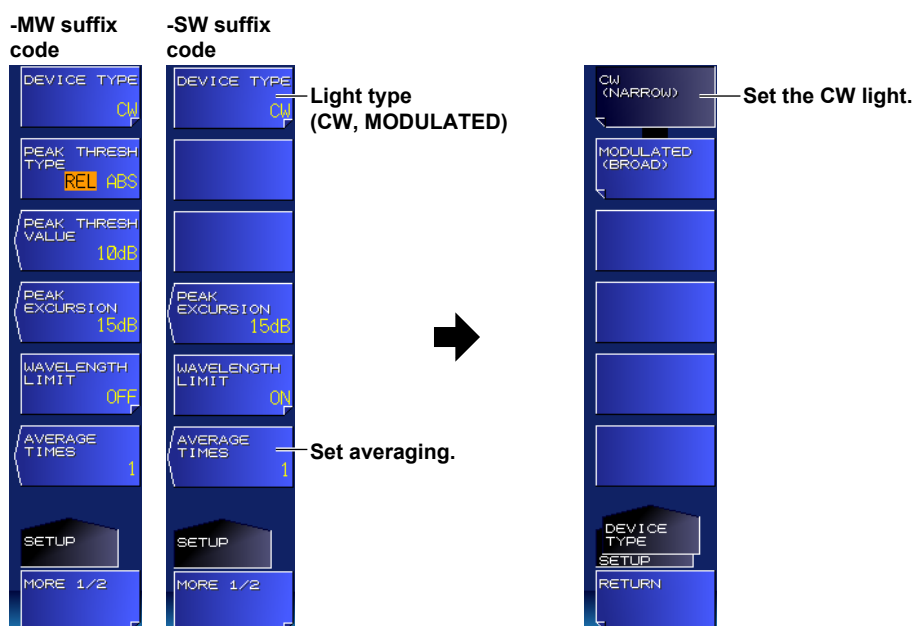 -MW suffix
code
DEVICE TYPE
CW
PEAK THRESH
TYPE
REL ABS
PEAK THRESH
VALUE
10dB
PEAK
EXCURSION
15dB
WAVELENGTH
LIMIT
OFF
AVERAGE
TIMES
1
SETUP
MORE 1/2
-SW suffix
code
DEVICE TYPE
CW
PEAK
EXCURSION
15dB
WAVELENGTH
LIMIT
ON
AVERAGE
TIMES
1
SETUP
MORE 1/2
Light type
(CW, MODULATED)
Set averaging.
CW
(NARROW)
MODULATED
(BROAD)
DEVICE
TYPE
SETUP
RETURN
Set the CW light.